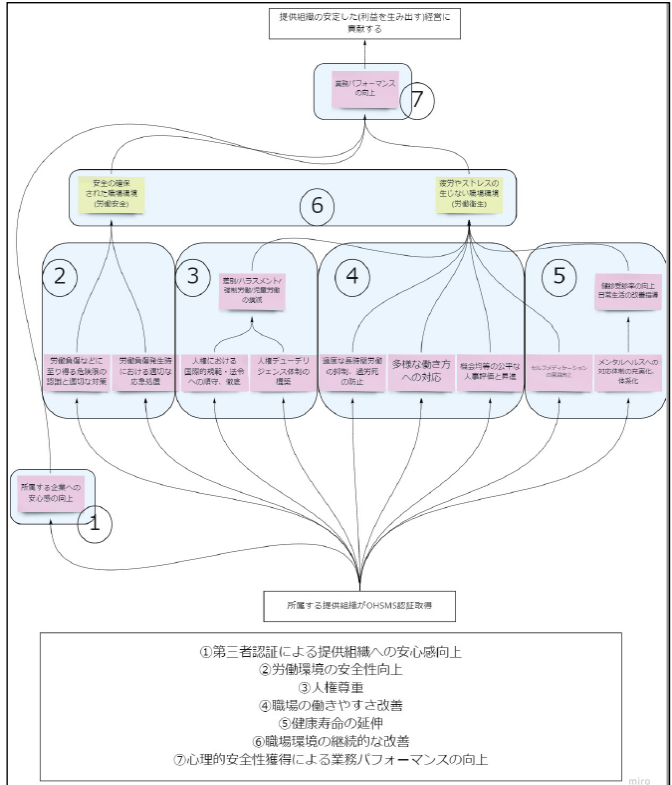 提供組織の安定した(利益を生み出す)経営に
貢献する
業務パフォーマンス
の向上
7
安全の確保
された職場環境
(労働安全)
疲労やストレスの
生じない職場環境
(労働衛生)
6
2
3
4
5
差別/ハラスメント/
強制労働/児童労働
の撲滅
健診受診率の向上
日常生活の改善指導
労働負傷などに
至り得る危険源の
認識と適切な対策
労働負傷発生時
における適切な
応急処置
人権における
国際的規範・法令
への順守、徹底
人権デューデリ
ジェンス体制の
構築
過度な長時間労働
の抑制、過労死
の防止
多様な働き方
への対応
機会均等の公平な
人事評価と昇進
セルフメディケーション
メンタルヘルスへの
対応体制の充実化、
体系化
所属する企業への
安心感の向上
1
所属する提供組織がOHSMS認証取得
①第三者認証による提供組織への安心感向上
②労働環境の安全性向上
③人権尊重
④職場の働きやすさ改善
⑤健康寿命の延伸
⑥職場環境の継続的な改善
⑦心理的安全性獲得による業務パフォーマンスの向上
miro